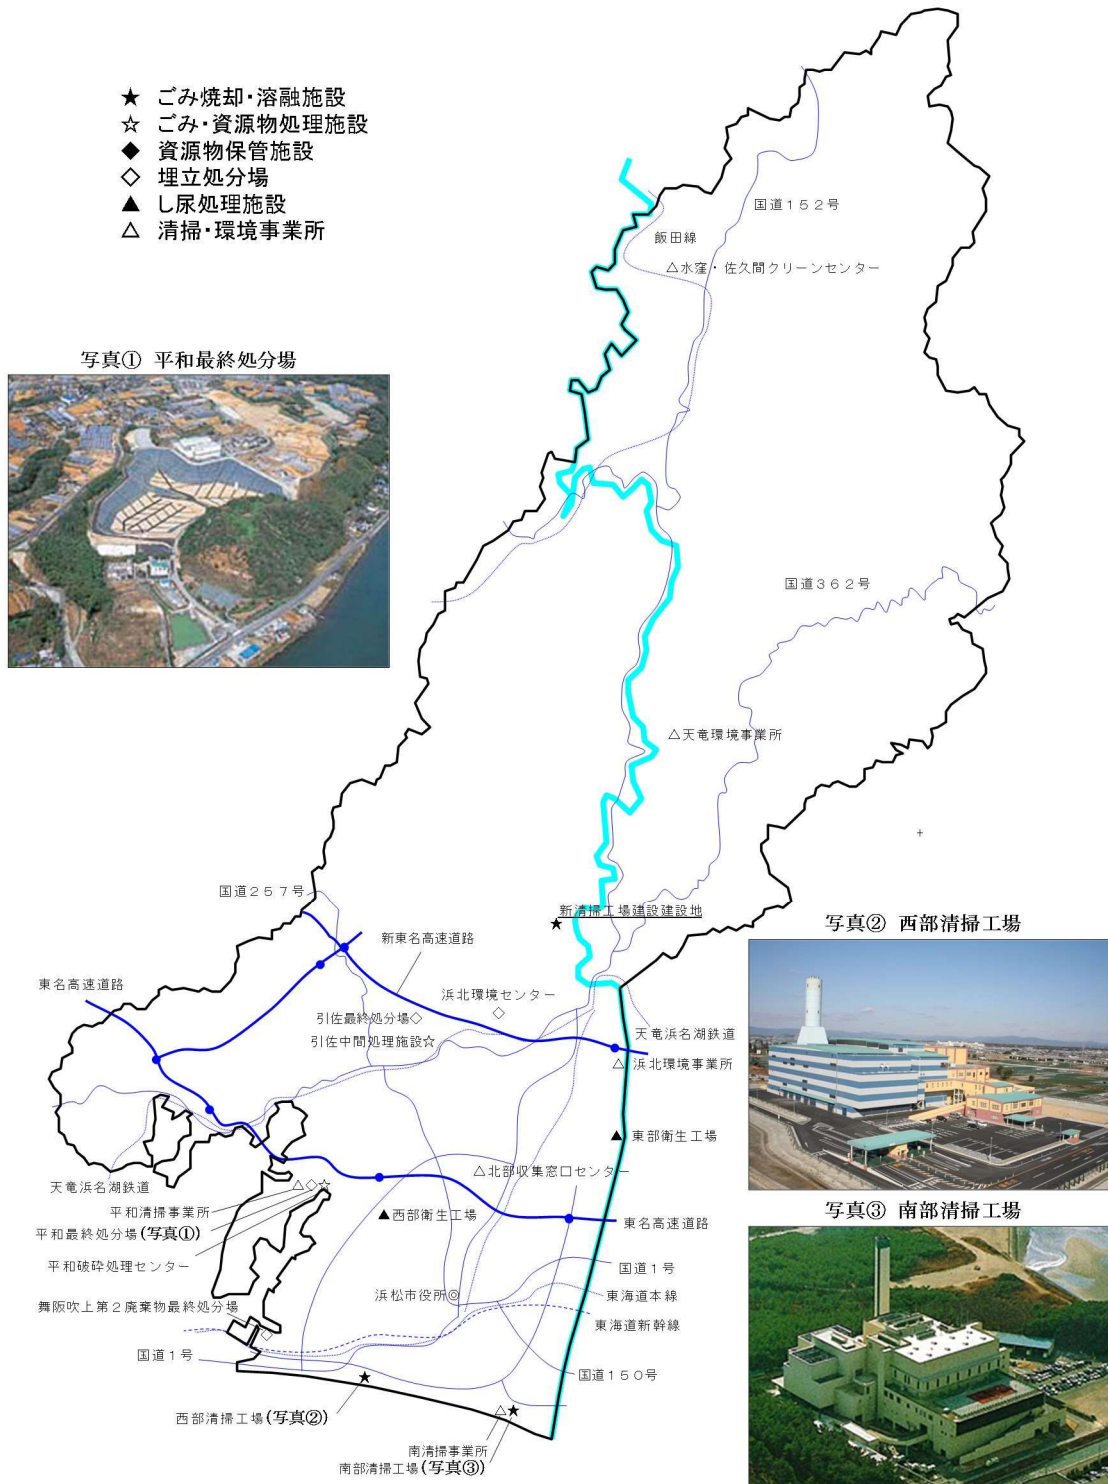 ★ ごみ焼却・溶融施設
☆ ごみ・資源物処理施設
◆ 資源物保管施設
◇ 埋立処分場
▲ し尿処理施設
△ 清掃・環境事業所
国道152号
飯田線
△水窪・佐久間クリーンセンター
写真① 平和最終処分場
国道362号
△天竜環境事業所
国道257号
新清掃工場建設建設地
★
写真② 西部清掃工場
新東名高速道路
東名高速道路
浜北環境センター
◇
引佐最終処分場◇
引佐中間処理施設☆
天竜浜名湖鉄道
△浜北環境事業所
▲東部衛生工場
△北部収集窓口センター
天竜浜名湖鉄道
△◇☆
平和清掃事業所
平和最終処分場(写真①)
平和破砕処理センター
▲西部衛生工場
東名高速道路
写真③ 南部清掃工場
国道1号
浜松市役所◎
東海道本線
舞阪吹上第2廃棄物最終処分場
◇
東海道新幹線
国道1号
国道150号
★
西部清掃工場(写真②)
△★
南清掃事業所
南部清掃工場(写真③)